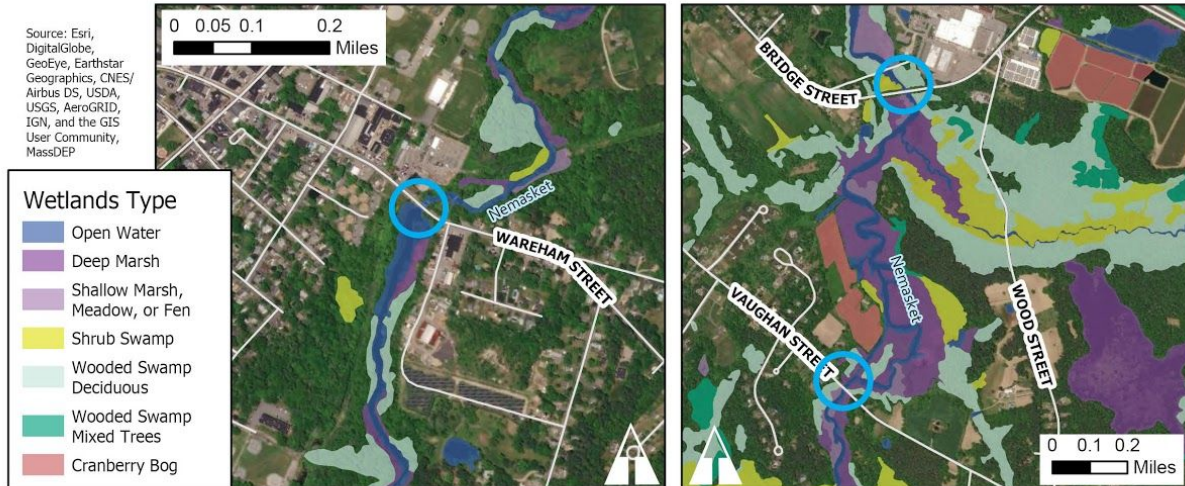 Source: Esri,
DigitalGlobe,
GeoEye, Earthstar
Geographics, CNES/
Airbus DS, USDA,
USGS, AeroGRID,
IGN, and the GIS
User Community,
MassDEP
Wetlands Type
Open Water
Deep Marsh
Shallow Marsh,
Meadow, or Fen
Shrub Swamp
Wooded Swamp
Deciduous
Wooded Swamp
Mixed Trees
Cranberry Bog
0 0.05 0.1 0.2
Miles
Nemasket
WAREHAM STREET
BRIDGE STREET
Nemasket
VAUGHAN STREET
WOOD STREET
0 0.1 0.2
Miles